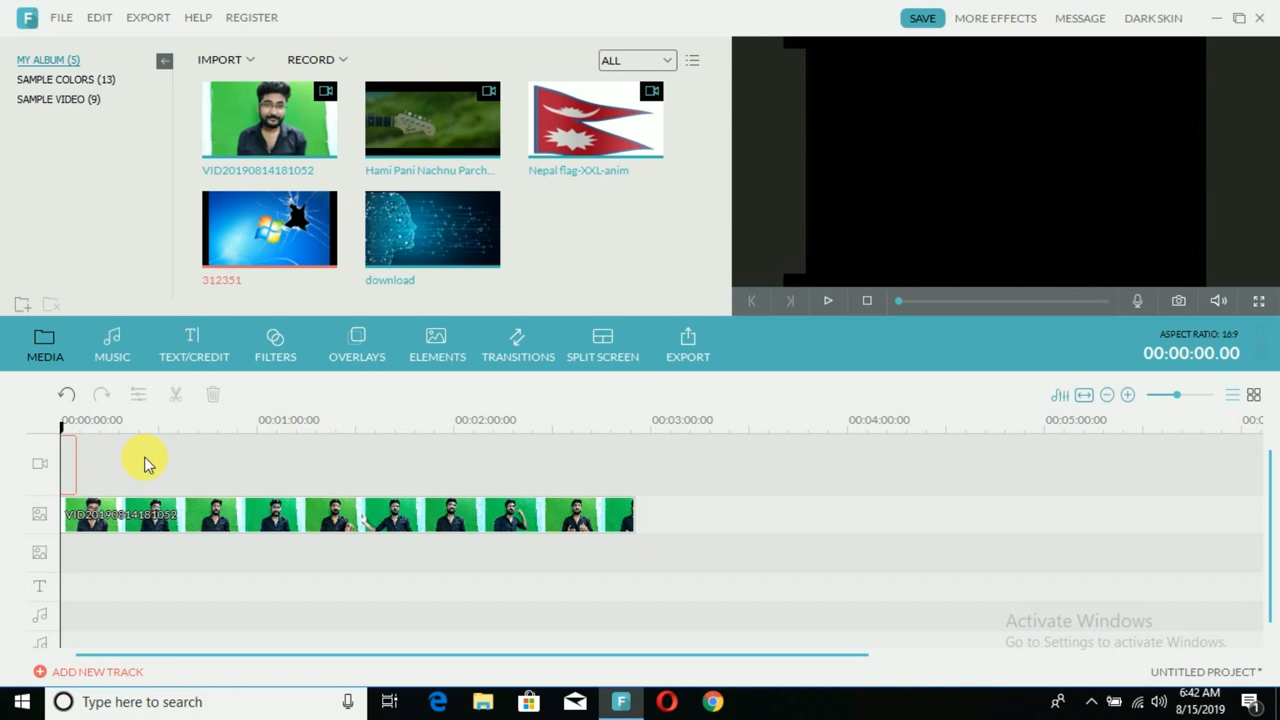 F FILE EDIT EXPORT HELP REGISTER SAVE MORE EFFECTS MESSAGE DARK SKIN
MY ALBUM (5)
SAMPLE COLORS (13)
SAMPLE VIDEO (9)
IMPORT RECORD ALL
VID20190814181052 Hami Pani Nachnu Parch... Nepal flag-XXL-anim
312351 download
MEDIA MUSIC TEXT/CREDIT FILTERS OVERLAYS ELEMENTS TRANSITIONS SPLIT SCREEN EXPORT
ASPECT RATIO: 16:9
00:00:00.00
00:00:00:00 00:01:00:00 00:02:00:00 00:03:00:00 00:04:00:00 00:05:00:00
VID20190814181052
T
Activate Windows
Go to Settings to activate Windows.
ADD NEW TRACK UNTITLED PROJECT*
Type here to search
6:42 AM
8/15/2019
1